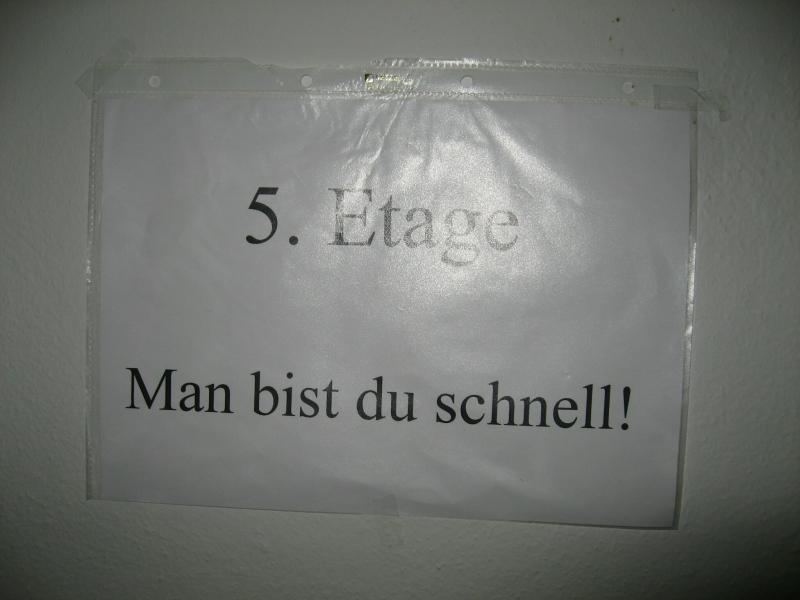 5. Etage
Man bist du schnell!